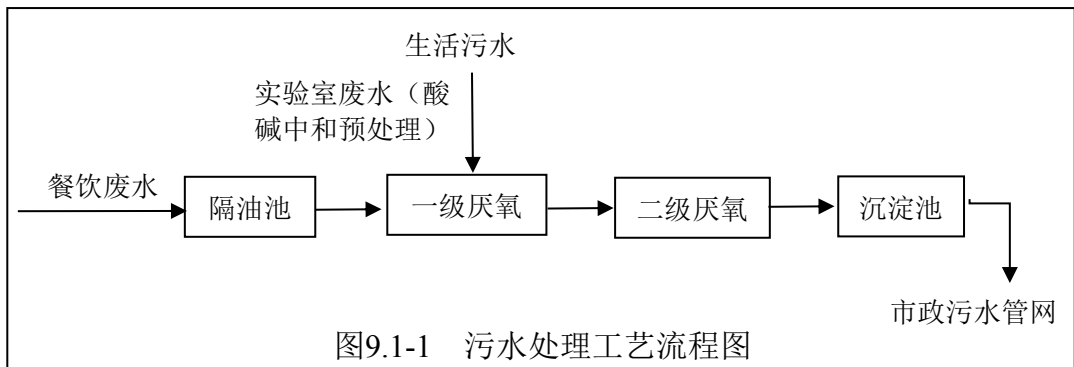 生活污水
实验室废水（酸
碱中和预处理）
餐饮废水
隔油池
一级厌氧
二级厌氧
沉淀池
市政污水管网
图9.1-1 污水处理工艺流程图